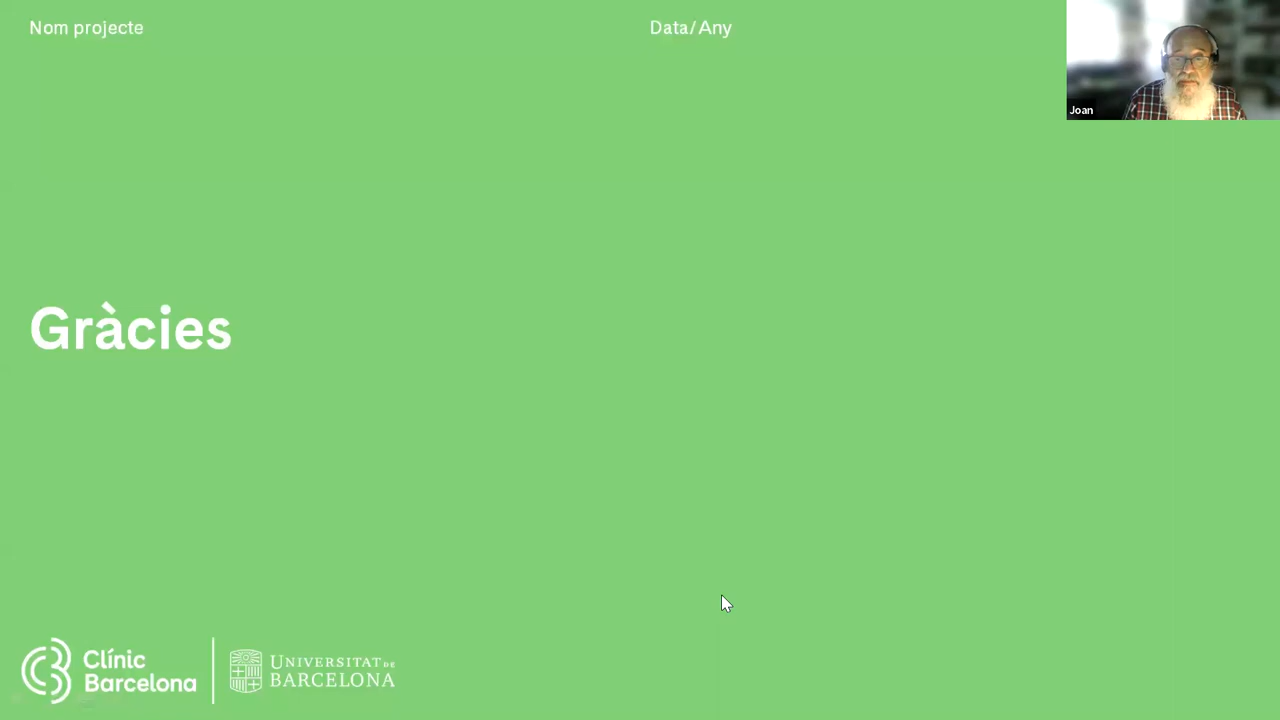 Nom projecte
Data/Any
Joan
Gràcies
Clínic
Barcelona
UNIVERSITAT DE
BARCELONA